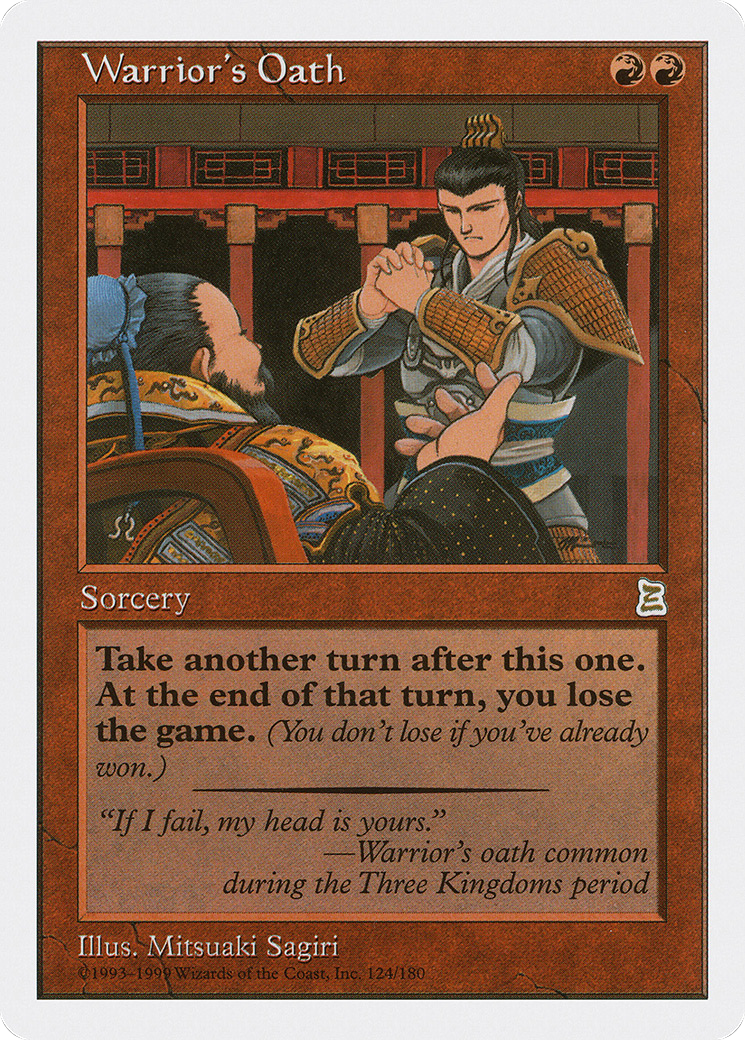 Warrior's Oath
Sorcery
Take another turn after this one.
At the end of that turn, you lose
the game. (You don't lose if you've already
won.)
“If I fail, my head is yours.”
—Warrior's oath common
during the Three Kingdoms period
Illus. Mitsuaki Sagiri
©1993–1999 Wizards of the Coast, Inc. 124/180